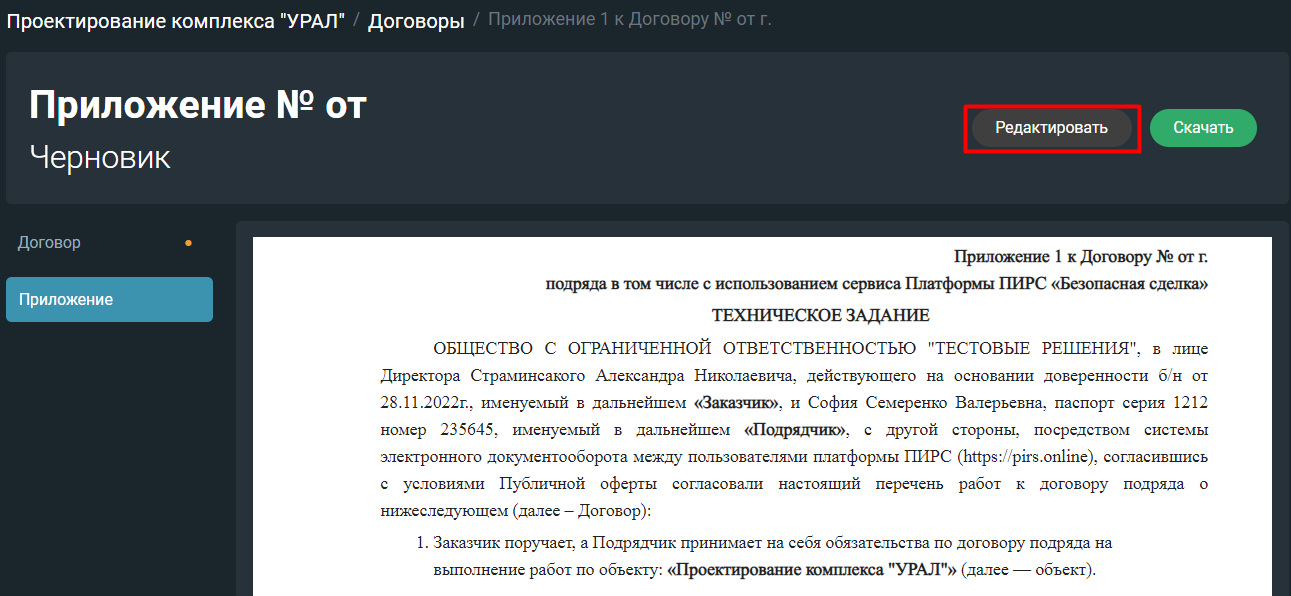 Проектирование комплекса "УРАЛ" / Договоры / Приложение 1 к Договору № от г.
Приложение № от
Черновик
Редактировать
Скачать
Договор
Приложение
Приложение 1 к Договору № от г.
подряда в том числе с использованием сервиса Платформы ПИРС «Безопасная сделка»
ТЕХНИЧЕСКОЕ ЗАДАНИЕ
ОБЩЕСТВО С ОГРАНИЧЕННОЙ ОТВЕТСТВЕННОСТЬЮ "ТЕСТОВЫЕ РЕШЕНИЯ", в лице
Директора Страминсакого Александра Николаевича, действующего на основании доверенности б/н от
28.11.2022г., именуемый в дальнейшем «Заказчик», и София Семеренко Валерьевна, паспорт серия 1212
номер 235645, именуемый в дальнейшем «Подрядчик», с другой стороны, посредством системы
электронного документооборота между пользователями платформы ПИРС (https://pirs.online), согласившись
с условиями Публичной оферты согласовали настоящий перечень работ к договору подряда о
нижеследующем (далее – Договор):
1. Заказчик поручает, а Подрядчик принимает на себя обязательства по договору подряда на
выполнение работ по объекту: «Проектирование комплекса "УРАЛ"» (далее — объект).